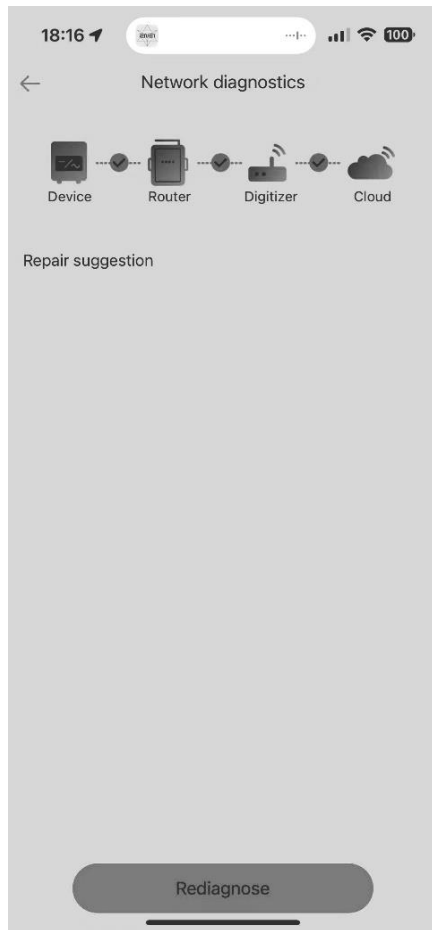 18:16
100
Network diagnostics
Device Router Digitizer Cloud
Repair suggestion
Rediagnose